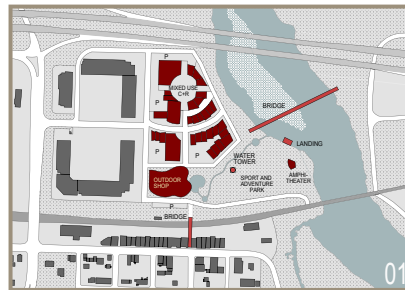 P
MIXED USE
C+R
P
P
BRIDGE
P
LANDING
WATER
TOWER
OUTDOOR
SHOP
SPORT AND
ADVENTURE
PARK
AMPHI-
THEATER
P
BRIDGE
01